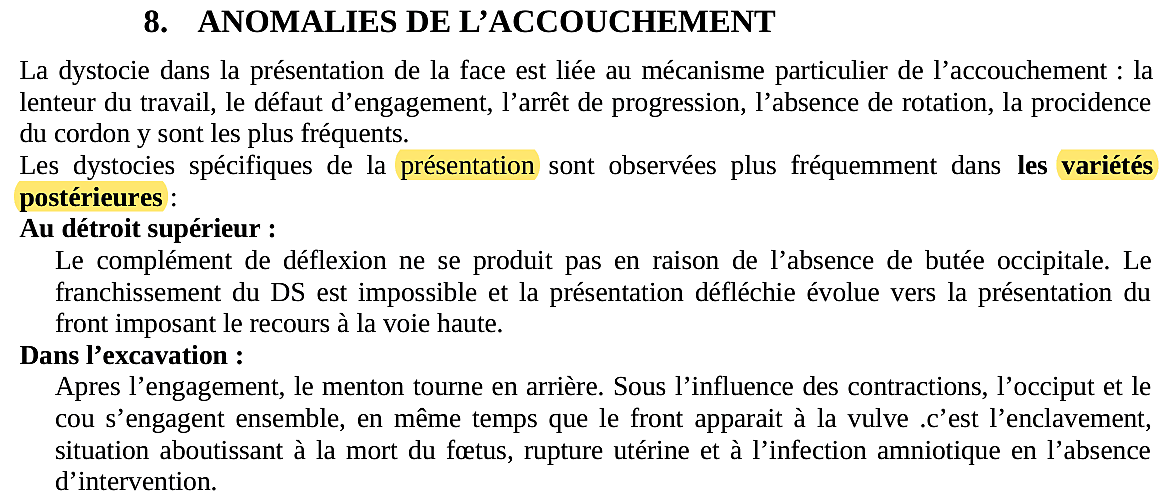 8. ANOMALIES DE L’ACCOUCHEMENT
La dystocie dans la présentation de la face est liée au mécanisme particulier de l’accouchement : la
lenteur du travail, le défaut d’engagement, l’arrêt de progression, l’absence de rotation, la procidence
du cordon y sont les plus fréquents.
Les dystocies spécifiques de la présentation sont observées plus fréquemment dans les variétés
postérieures :
Au détroit supérieur :
Le complément de déflexion ne se produit pas en raison de l’absence de butée occipitale. Le
franchissement du DS est impossible et la présentation défléchie évolue vers la présentation du
front imposant le recours à la voie haute.
Dans l’excavation :
Apres l’engagement, le menton tourne en arrière. Sous l’influence des contractions, l’occiput et le
cou s’engagent ensemble, en même temps que le front apparait à la vulve .c’est l’enclavement,
situation aboutissant à la mort du fœtus, rupture utérine et à l’infection amniotique en l’absence
d’intervention.